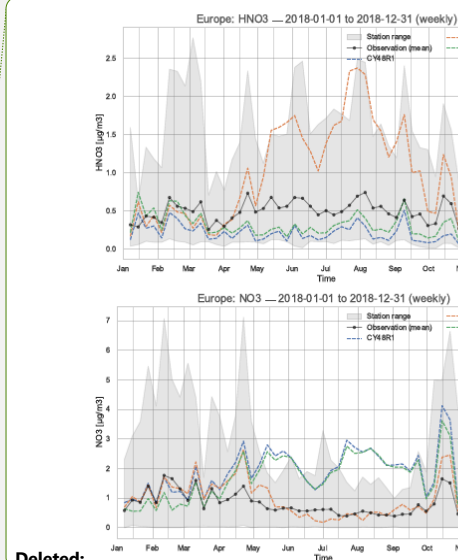 Europe: HNO3 — 2018-01-01 to 2018-12-31 (weekly)
Station range
Observation (mean)
CY48R1
HNO3 [μg/m3]
2.5
2.0
1.5
1.0
0.5
0.0
Jan Feb Mar Apr May Jun Jul Aug Sep Oct
Time
Europe: NO3 — 2018-01-01 to 2018-12-31 (weekly)
Station range
Observation (mean)
CY48R1
NO3 [μg/m3]
7
6
5
4
3
2
1
0
Jan Feb Mar Apr May Jun Jul Aug Sep Oct
Time
Deleted: